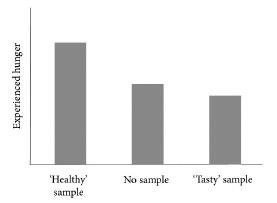 Experienced hunger
'Healthy'
sample
No sample
'Tasty' sample